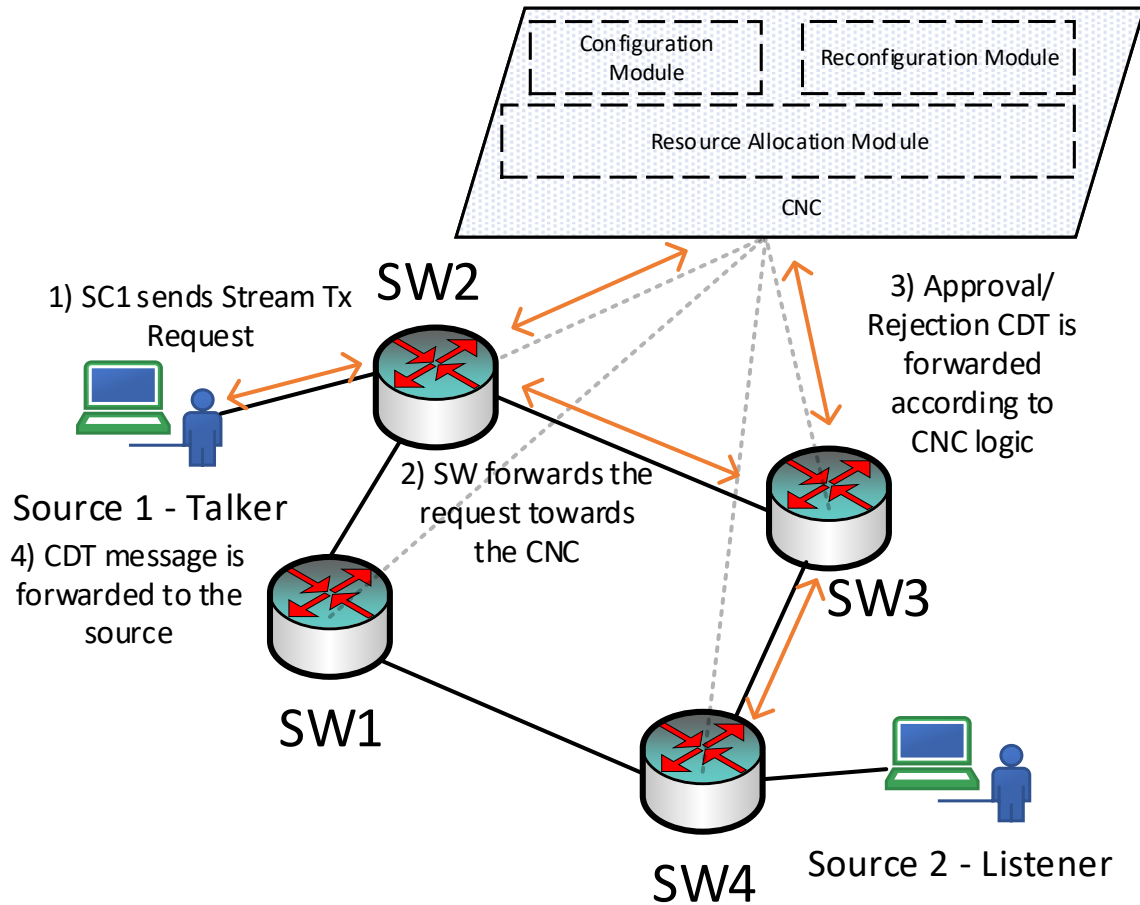 Configuration
Module
Reconfiguration Module
Resource Allocation Module
CNC
1) SC1 sends Stream Tx
Request
SW2
3) Approval/
Rejection CDT is
forwarded
according to
CNC logic
2) SW forwards the
request towards
the CNC
Source 1 - Talker
4) CDT message is
forwarded to the
source
SW3
SW1
SW4
Source 2 - Listener